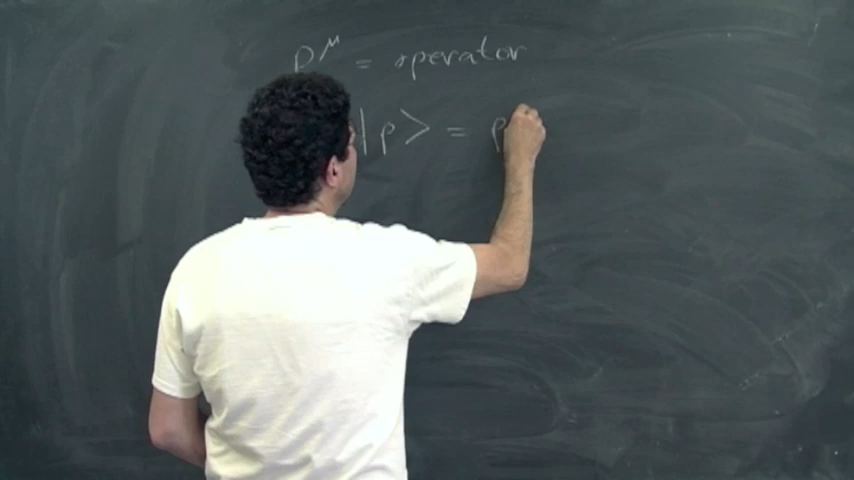 P^μ = operator
|p> = p